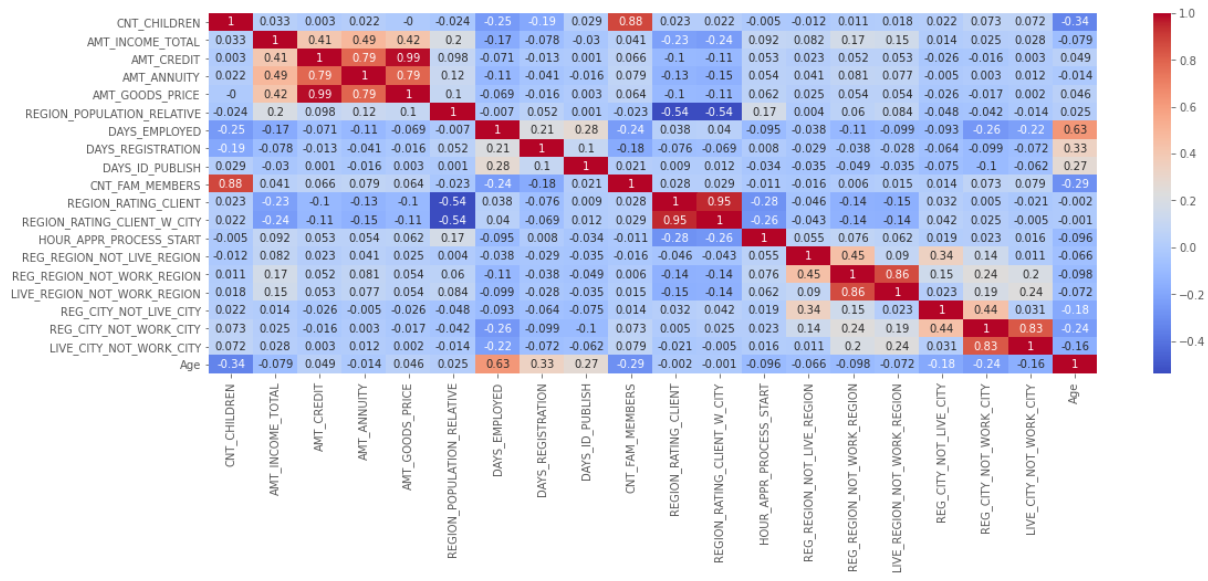 CNT_CHILDREN 1 0.033 0.003 0.022 -0 -0.024 -0.25 -0.19 0.029 0.88 0.023 0.022 -0.005 -0.012 0.011 0.018 0.022 0.073 0.072 -0.34
AMT_INCOME_TOTAL 0.033 1 0.41 0.49 0.42 0.2 -0.17 -0.078 -0.03 0.041 -0.23 -0.24 0.092 0.082 0.17 0.15 0.014 0.025 0.028 -0.079
AMT_CREDIT 0.003 0.41 1 0.79 0.99 0.098 -0.071 -0.013 0.001 0.066 -0.1 -0.11 0.053 0.023 0.052 0.053 -0.026 -0.016 0.003 0.049
AMT_ANNUITY 0.022 0.49 0.79 1 0.79 0.12 -0.11 -0.041 -0.016 0.079 -0.13 -0.15 0.054 0.041 0.081 0.077 -0.005 0.003 0.012 -0.014
AMT_GOODS_PRICE -0 0.42 0.99 0.79 1 0.1 -0.069 -0.016 0.003 0.064 -0.1 -0.11 0.062 0.025 0.054 0.054 -0.026 -0.017 0.002 0.046
REGION_POPULATION_RELATIVE -0.024 0.2 0.098 0.12 0.1 1 -0.007 0.052 0.001 -0.023 -0.54 -0.54 0.17 0.004 0.06 0.084 -0.048 -0.042 -0.014 0.025
DAYS_EMPLOYED -0.25 -0.17 -0.071 -0.11 -0.069 -0.007 1 0.21 0.28 -0.24 0.038 0.04 -0.095 -0.038 -0.11 -0.099 -0.093 -0.26 -0.22 0.63
DAYS_REGISTRATION -0.19 -0.078 -0.013 -0.041 -0.016 0.052 0.21 1 0.1 -0.18 -0.076 -0.069 0.008 -0.029 -0.038 -0.028 -0.064 -0.099 -0.072 0.33
DAYS_ID_PUBLISH 0.029 -0.03 0.001 -0.016 0.003 0.001 0.28 0.1 1 0.021 0.009 0.012 -0.034 -0.035 -0.049 -0.035 -0.075 -0.1 -0.062 0.27
CNT_FAM_MEMBERS 0.88 0.041 0.066 0.079 0.064 -0.023 -0.24 -0.18 0.021 1 0.028 0.029 -0.011 -0.016 0.006 0.015 0.014 0.073 0.079 -0.29
REGION_RATING_CLIENT 0.023 -0.23 -0.1 -0.13 -0.1 -0.54 0.038 -0.076 0.009 0.028 1 0.95 -0.28 -0.046 -0.14 -0.15 0.032 0.005 -0.021 -0.002
REGION_RATING_CLIENT_W_CITY 0.022 -0.24 -0.11 -0.15 -0.11 -0.54 0.04 -0.069 0.012 0.029 0.95 1 -0.26 -0.043 -0.14 -0.14 0.042 0.025 -0.005 -0.001
HOUR_APPR_PROCESS_START -0.005 0.092 0.053 0.054 0.062 0.17 -0.095 0.008 -0.034 -0.011 -0.28 -0.26 1 0.055 0.076 0.062 0.019 0.023 0.016 -0.096
REG_REGION_NOT_LIVE_REGION -0.012 0.082 0.023 0.041 0.025 0.004 -0.038 -0.029 -0.035 -0.016 -0.046 -0.043 0.055 1 0.45 0.09 0.34 0.14 0.011 -0.066
REG_REGION_NOT_WORK_REGION 0.011 0.17 0.052 0.081 0.054 0.06 -0.11 -0.038 -0.049 0.006 -0.14 -0.14 0.076 0.45 1 0.86 0.15 0.24 0.2 -0.098
LIVE_REGION_NOT_WORK_REGION 0.018 0.15 0.053 0.077 0.054 0.084 -0.099 -0.028 -0.035 0.015 -0.15 -0.14 0.062 0.09 0.86 1 0.023 0.19 0.24 -0.072
REG_CITY_NOT_LIVE_CITY 0.022 0.014 -0.026 -0.005 -0.026 -0.048 -0.093 -0.064 -0.075 0.014 0.032 0.042 0.019 0.34 0.15 0.023 1 0.44 0.031 -0.18
REG_CITY_NOT_WORK_CITY 0.073 0.025 -0.016 0.003 -0.017 -0.042 -0.26 -0.099 -0.1 0.073 0.005 0.025 0.023 0.14 0.24 0.19 0.44 1 0.83 -0.24
LIVE_CITY_NOT_WORK_CITY 0.072 0.028 0.003 0.012 0.002 -0.014 -0.22 -0.072 -0.062 0.079 -0.021 -0.005 0.016 0.011 0.2 0.24 0.031 0.83 1 -0.16
Age -0.34 -0.079 0.049 -0.014 0.046 0.025 0.63 0.33 0.27 -0.29 -0.002 -0.001 -0.096 -0.066 -0.098 -0.072 -0.18 -0.24 -0.16 1
CNT_CHILDREN
AMT_INCOME_TOTAL
AMT_CREDIT
AMT_ANNUITY
AMT_GOODS_PRICE
REGION_POPULATION_RELATIVE
DAYS_EMPLOYED
DAYS_REGISTRATION
DAYS_ID_PUBLISH
CNT_FAM_MEMBERS
REGION_RATING_CLIENT
REGION_RATING_CLIENT_W_CITY
HOUR_APPR_PROCESS_START
REG_REGION_NOT_LIVE_REGION
REG_REGION_NOT_WORK_REGION
LIVE_REGION_NOT_WORK_REGION
REG_CITY_NOT_LIVE_CITY
REG_CITY_NOT_WORK_CITY
LIVE_CITY_NOT_WORK_CITY
Age
1.0
0.8
0.6
0.4
0.2
0.0
−0.2
−0.4